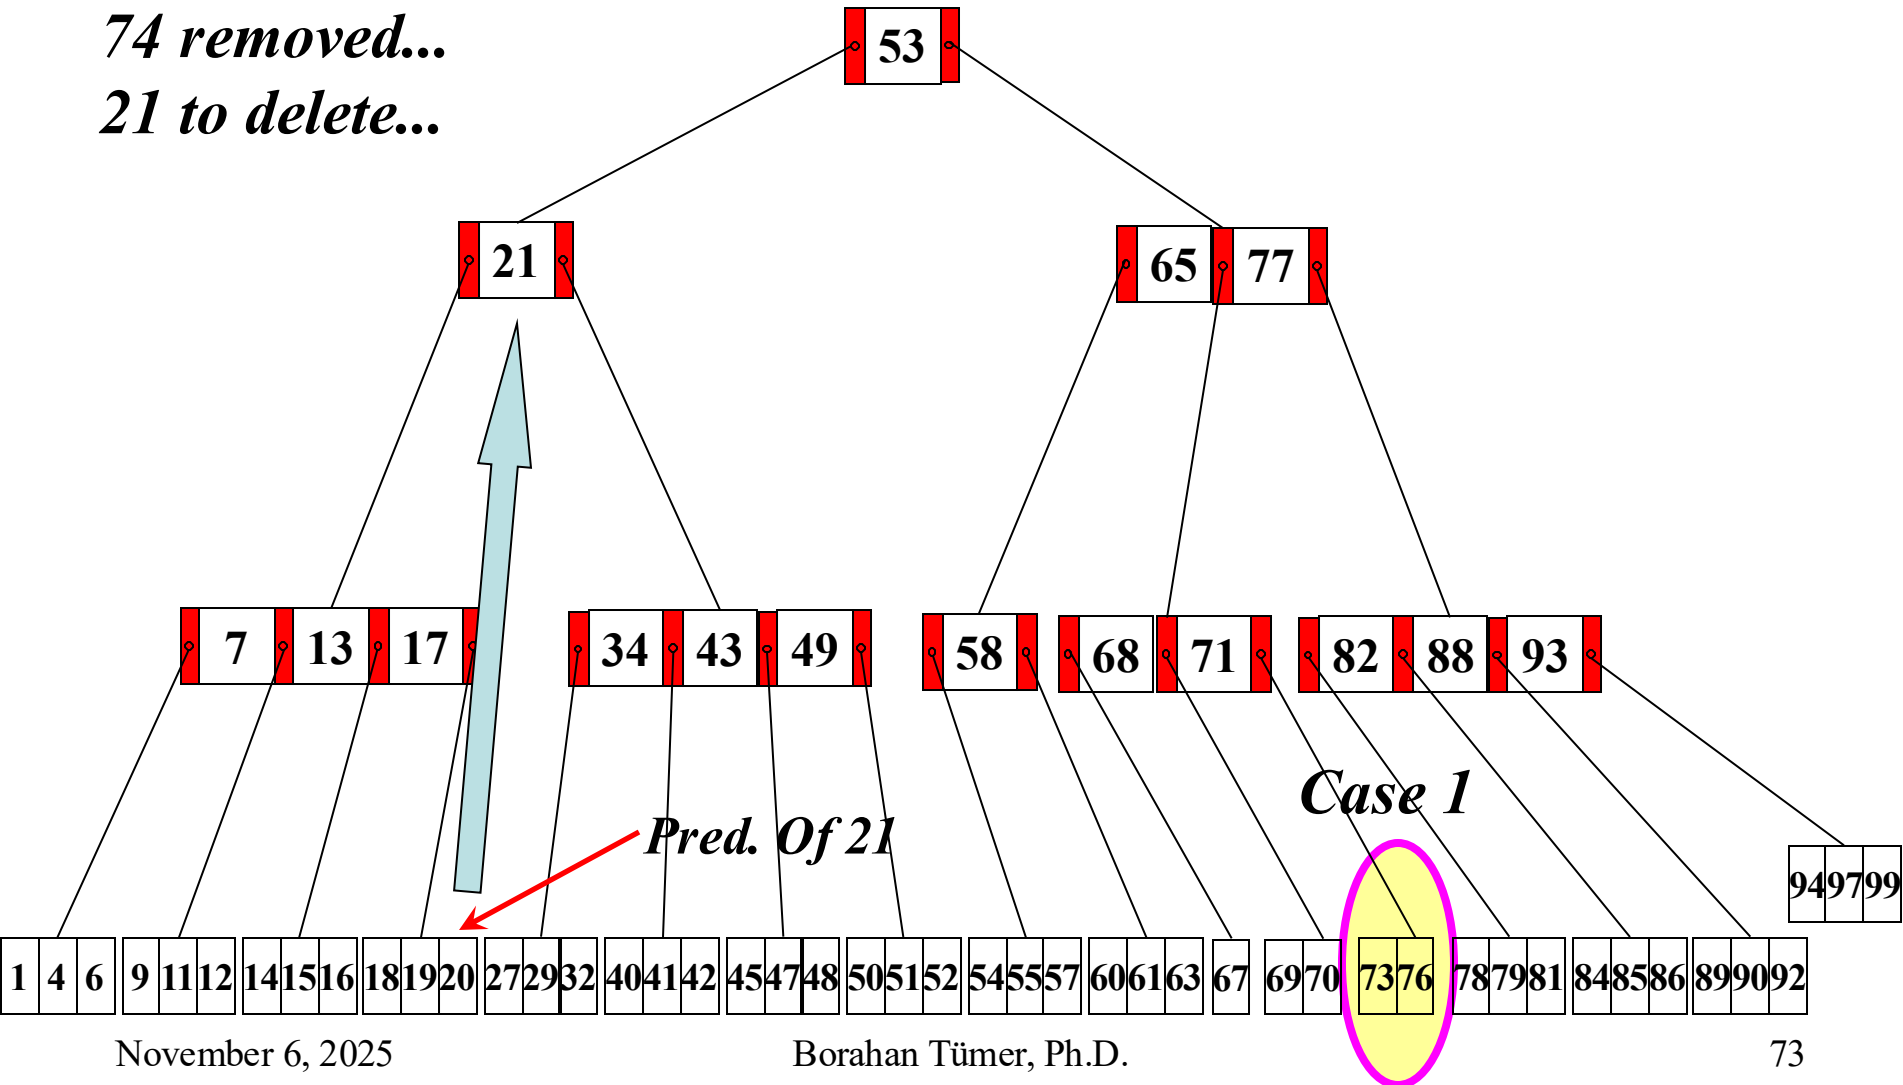 74 removed...
21 to delete...
53
21
65 77
7 13 17
34 43 49
58
68 71
82 88 93
Case 1
Pred. Of 21
94 97 99
1 4 6
9 11 12
14 15 16
18 19 20
27 29 32
40 41 42
45 47 48
50 51 52
54 55 57
60 61 63
67
69 70
73 76
78 79 81
84 85 86
89 90 92
November 6, 2025
Borahan Tümer, Ph.D.
73